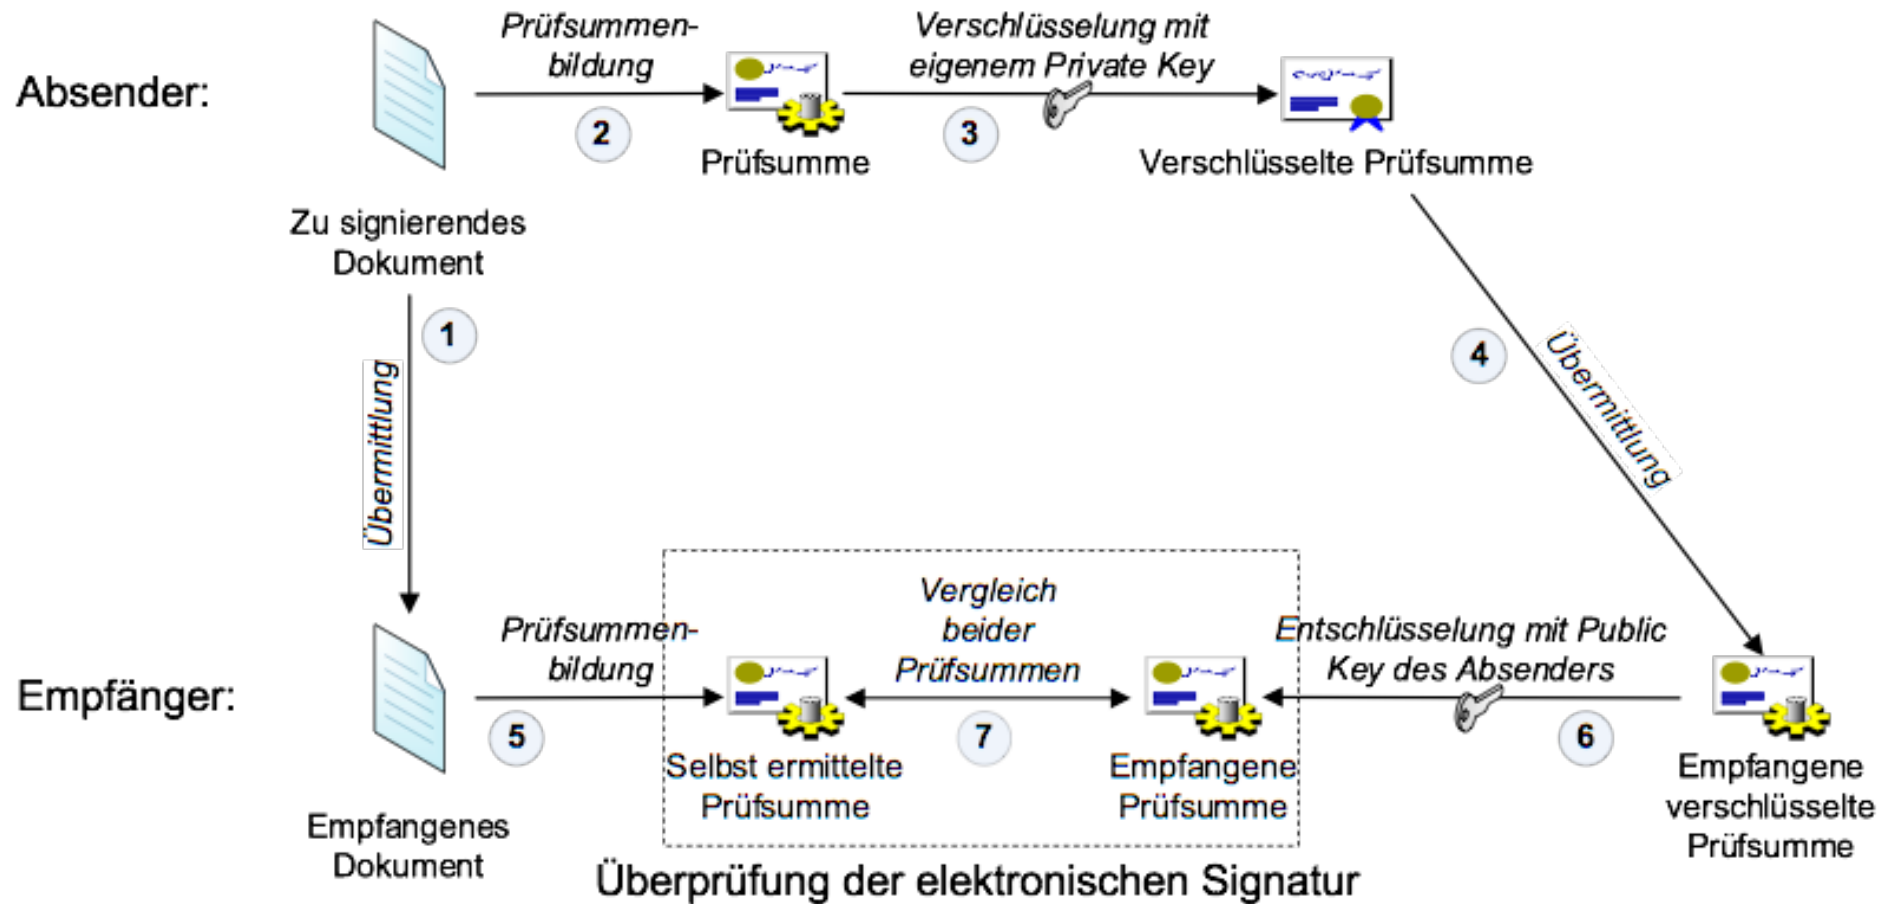 Absender:
Prüfsummen-
bildung
2
Prüfsumme
Verschlüsselung mit
eigenem Private Key
3
Verschlüsselte Prüfsumme
Zu signierendes
Dokument
1
Übermittlung
4
Übermittlung
Empfänger:
Empfangenes
Dokument
Prüfsummen-
bildung
5
Selbst ermittelte
Prüfsumme
Vergleich
beider
Prüfsummen
7
Empfangene
Prüfsumme
Entschlüsselung mit Public
Key des Absenders
6
Empfangene
verschlüsselte
Prüfsumme
Überprüfung der elektronischen Signatur